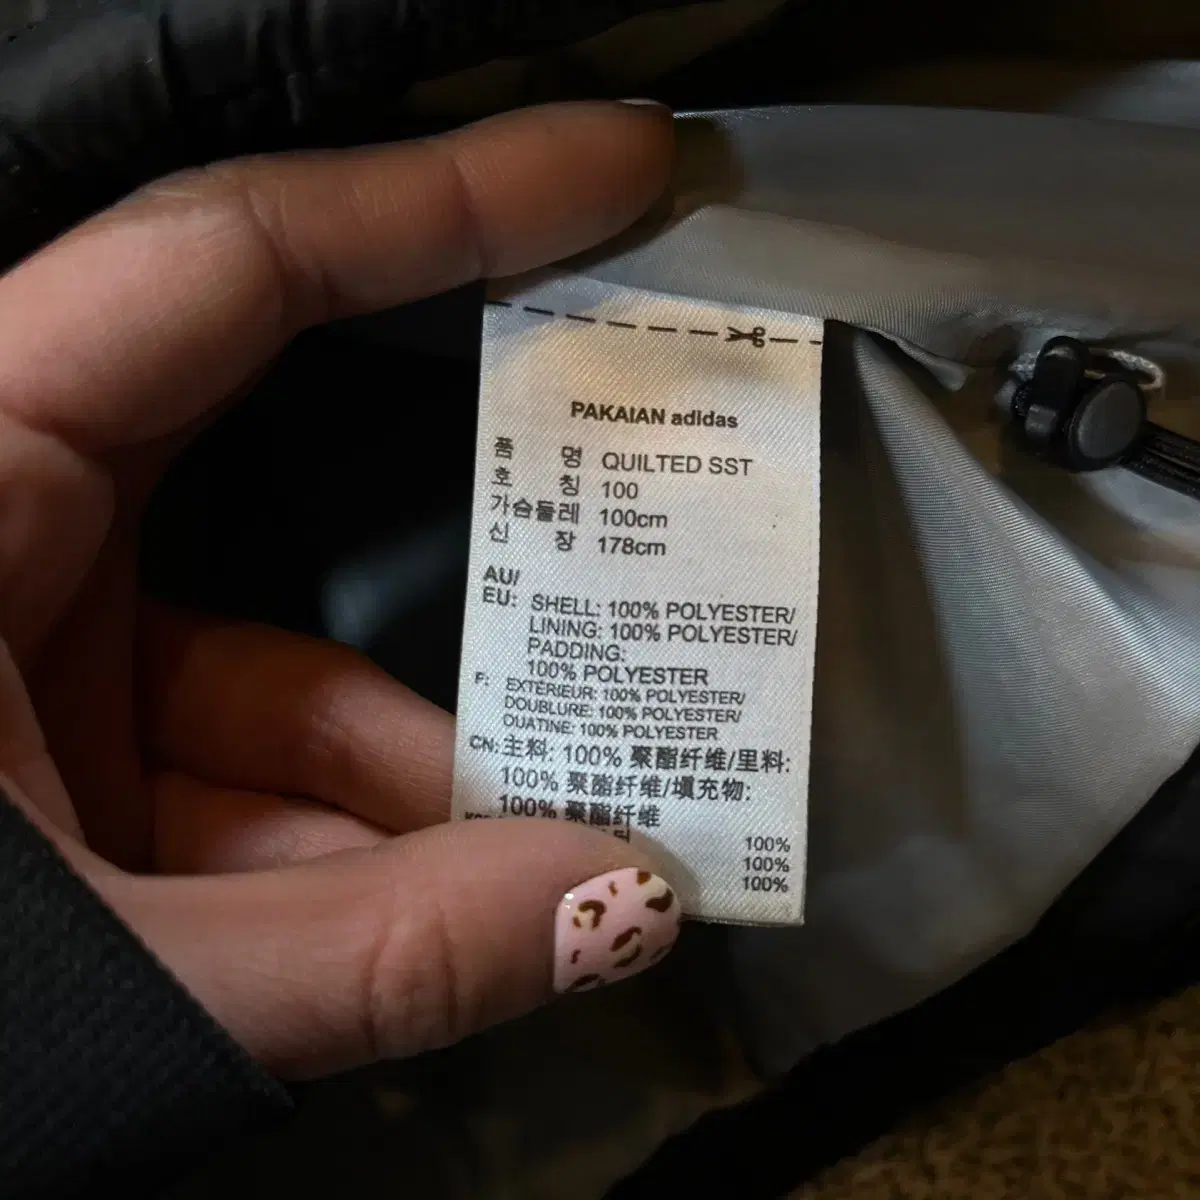 PAKAIAN adidas
품 명 QUILTED SST
호 칭 100
가슴둘레 100cm
신 장 178cm
AU/
EU: SHELL: 100% POLYESTER/
LINING: 100% POLYESTER/
PADDING:
100% POLYESTER
F: EXTÉRIEUR: 100% POLYESTER/
DOUBLURE: 100% POLYESTER/
OUATINE: 100% POLYESTER
CN: 主料: 100% 聚酯纤维/里料:
100% 聚酯纤维/填充物:
100% 聚酯纤维
100%
100%
100%